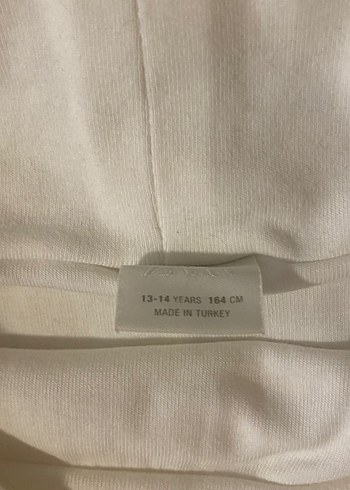 13-14 YEARS 164 CM
MADE IN TURKEY